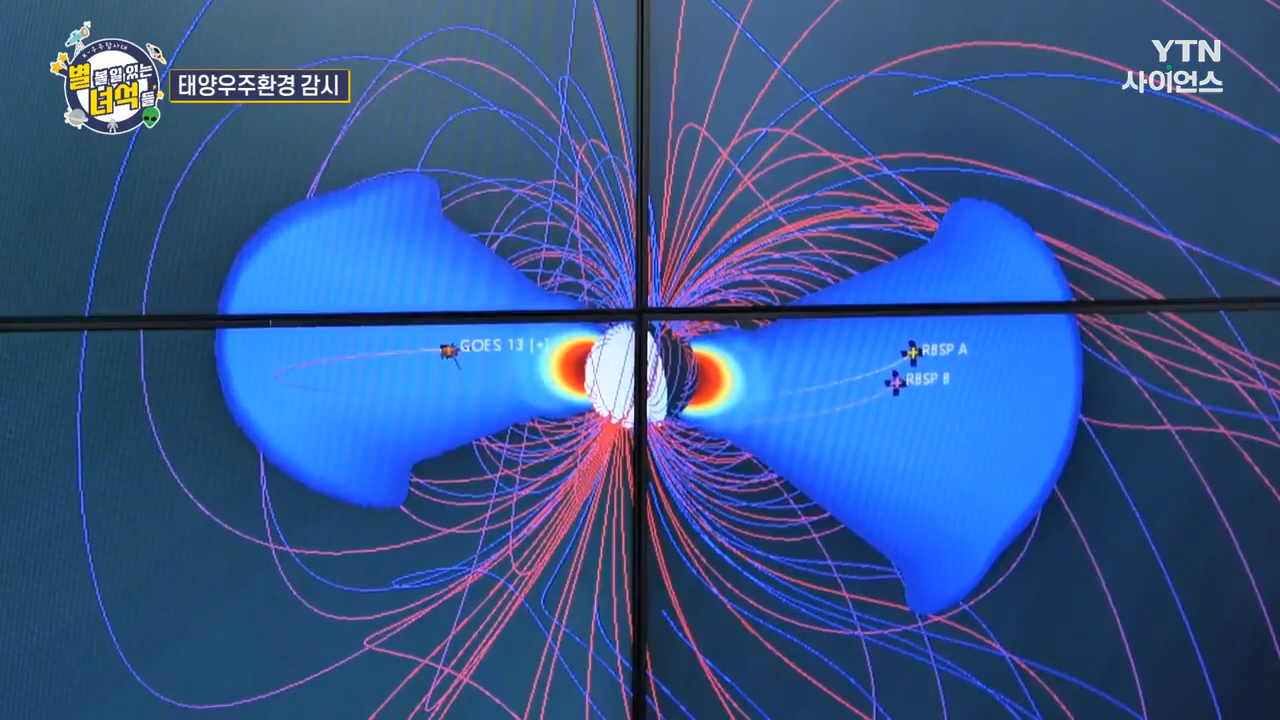 별 볼 일 있는
녀석들
태양우주환경 감시
YTN
사이언스
GOES 13 [+]
RBSP A
RBSP B